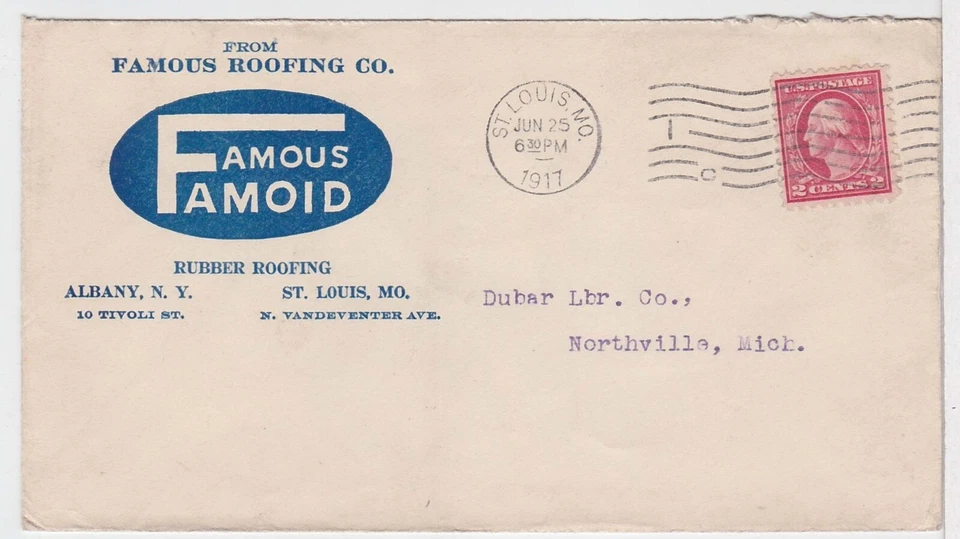 FROM
FAMOUS ROOFING CO.
FAMOUS
FAMOID
RUBBER ROOFING
ALBANY, N. Y. ST. LOUIS, MO.
10 TIVOLI ST. N. VANDEVENTER AVE.
ST. LOUIS, MO.
JUN 25
6 30 PM
1917
1
C
U.S. POSTAGE
2 CENTS 2
Dubar Lbr. Co.,
Northville, Mich.